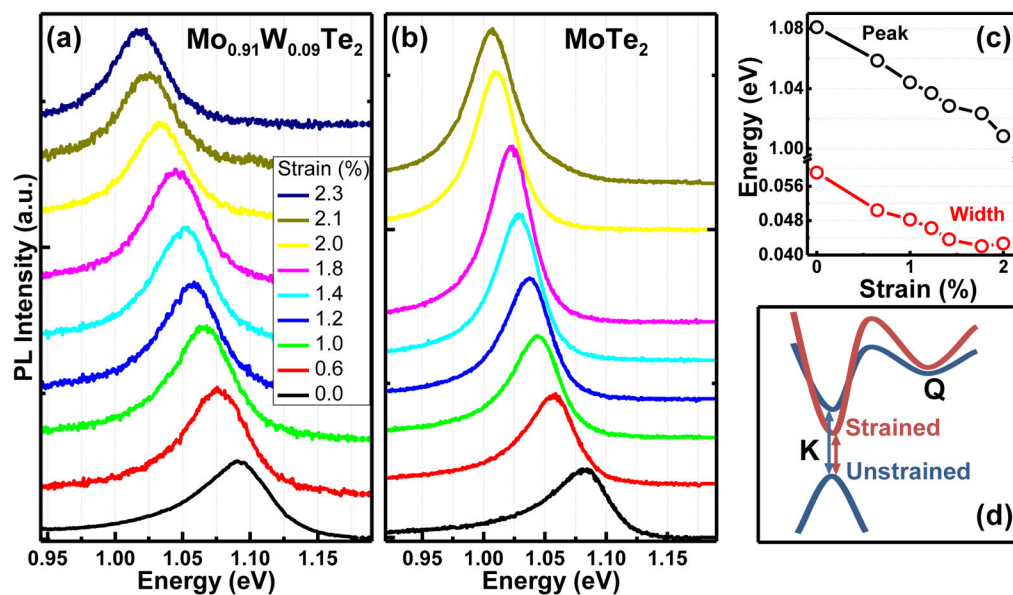 (a) Mo0.91W0.09Te2
PL Intensity (a.u.)
Strain (%)
2.3
2.1
2.0
1.8
1.4
1.2
1.0
0.6
0.0
0.95 1.00 1.05 1.10 1.15
Energy (eV)
(b) MoTe2
0.95 1.00 1.05 1.10 1.15
Energy (eV)
(c)
Peak
Energy (eV)
1.08
1.04
1.00
0.056
0.048
0.040
Width
0 1 2
Strain (%)
Q
Strained
K
Unstrained
(d)